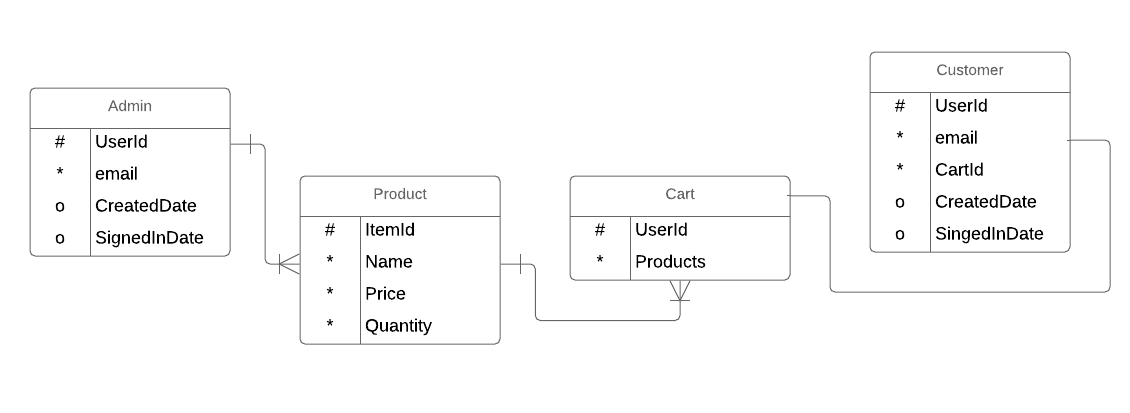 Admin
# UserId
* email
o CreatedDate
o SignedInDate
Product
# ItemId
* Name
* Price
* Quantity
Cart
# UserId
* Products
Customer
# UserId
* email
* CartId
o CreatedDate
o SingedInDate